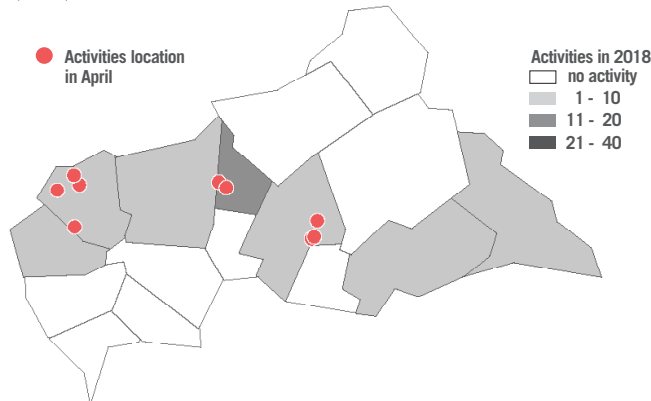 Activities location
in April
Activities in 2018
no activity
1 - 10
11 - 20
21 - 40